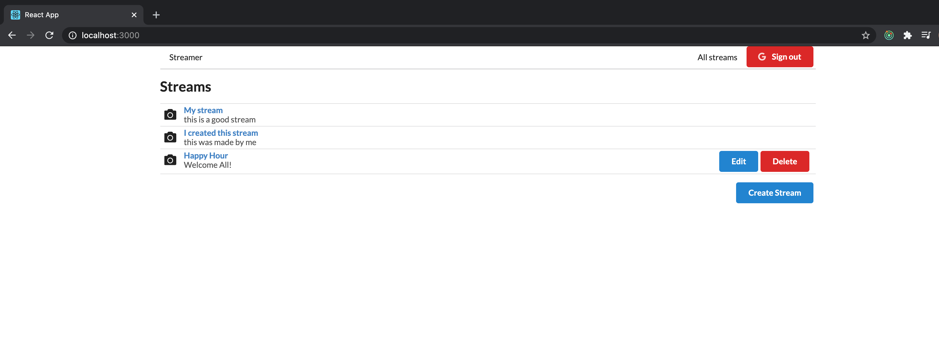 React App
localhost:3000
Streamer
All streams
Sign out
Streams
My stream
this is a good stream
I created this stream
this was made by me
Happy Hour
Welcome All!
Edit
Delete
Create Stream